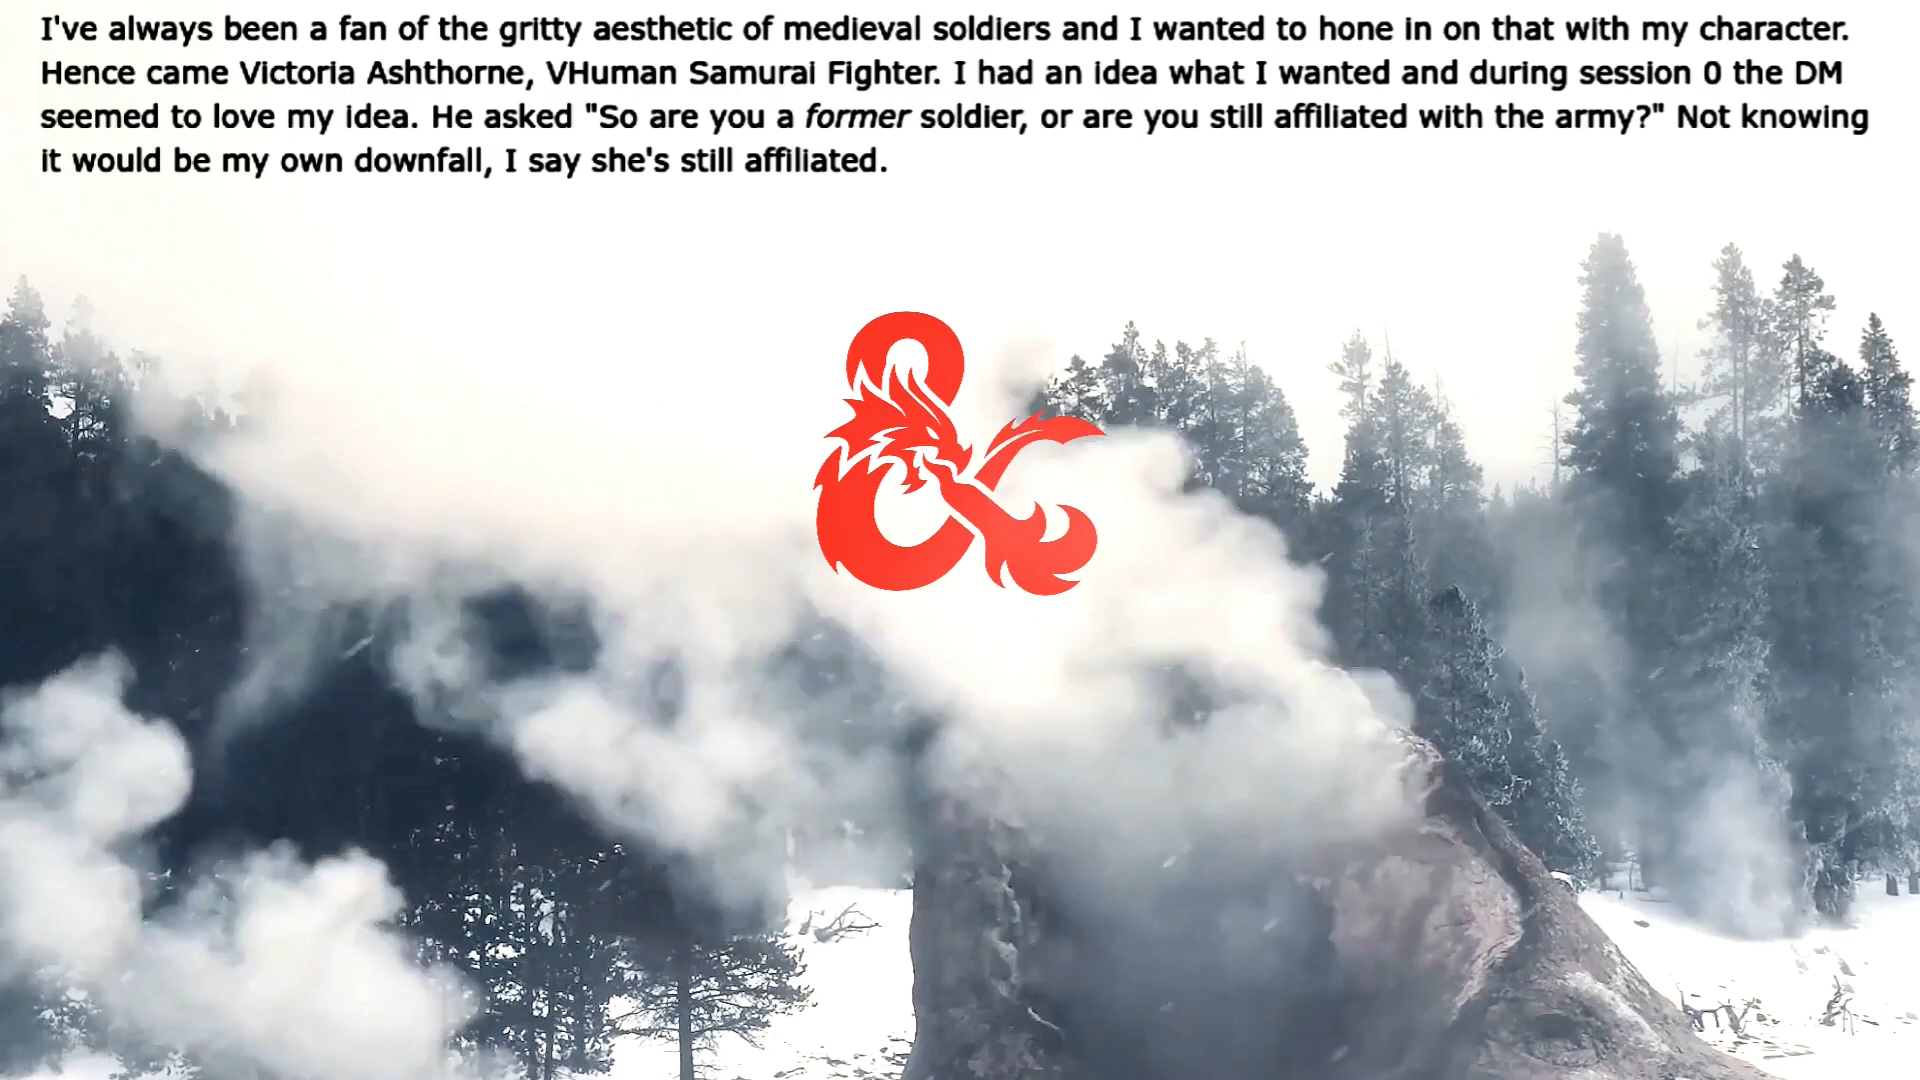 I've always been a fan of the gritty aesthetic of medieval soldiers and I wanted to hone in on that with my character.
Hence came Victoria Ashthorne, VHuman Samurai Fighter. I had an idea what I wanted and during session 0 the DM
seemed to love my idea. He asked "So are you a former soldier, or are you still affiliated with the army?" Not knowing
it would be my own downfall, I say she's still affiliated.